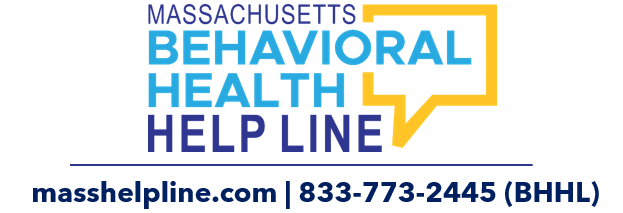 MASSACHUSETTS
BEHAVIORAL
HEALTH
HELP LINE
masshelpline.com | 833-773-2445 (BHHL)